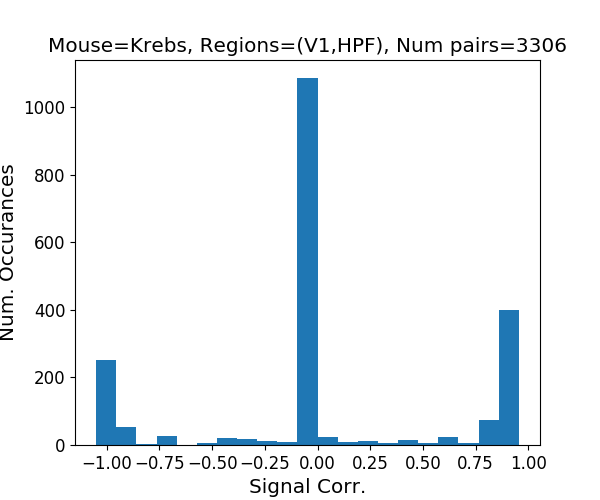 Mouse=Krebs, Regions=(V1,HPF), Num pairs=3306
1000
800
600
400
200
0
Num. Occurances
−1.00 −0.75 −0.50 −0.25 0.00 0.25 0.50 0.75 1.00
Signal Corr.